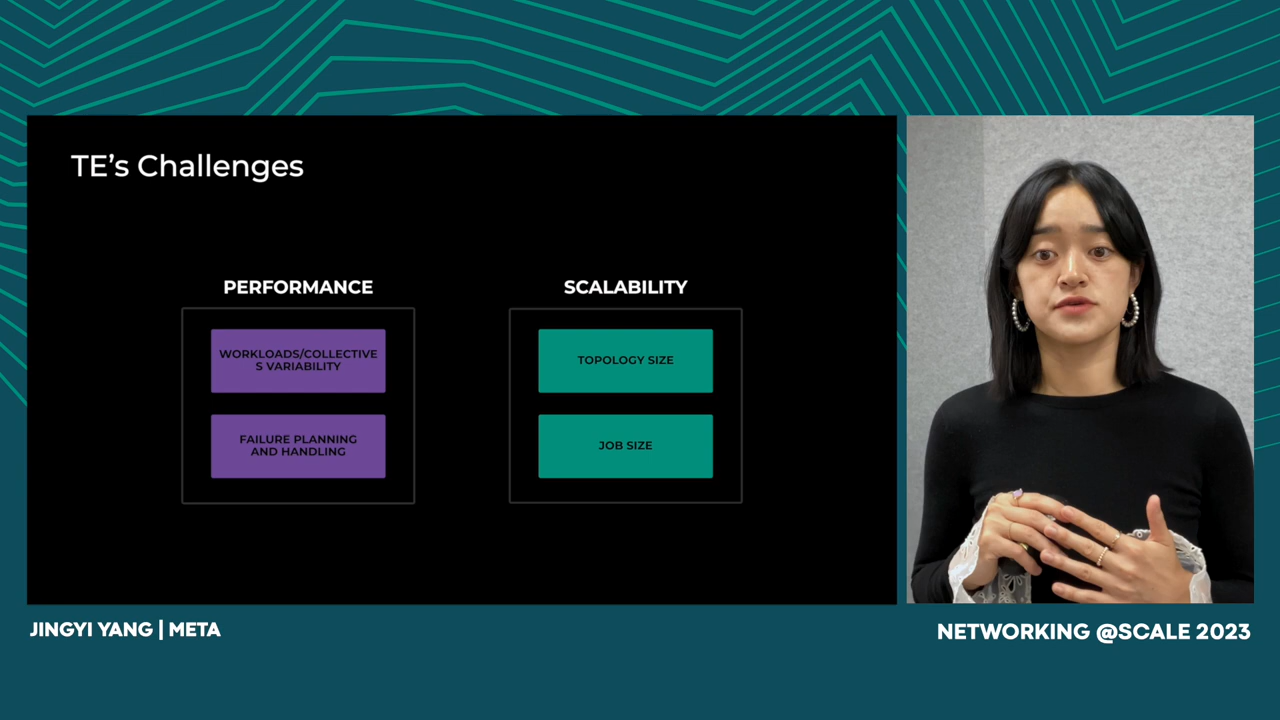 TE’s Challenges
PERFORMANCE
WORKLOADS/COLLECTIVE
S VARIABILITY
FAILURE PLANNING
AND HANDLING
SCALABILITY
TOPOLOGY SIZE
JOB SIZE
JINGYI YANG | META
NETWORKING @SCALE 2023